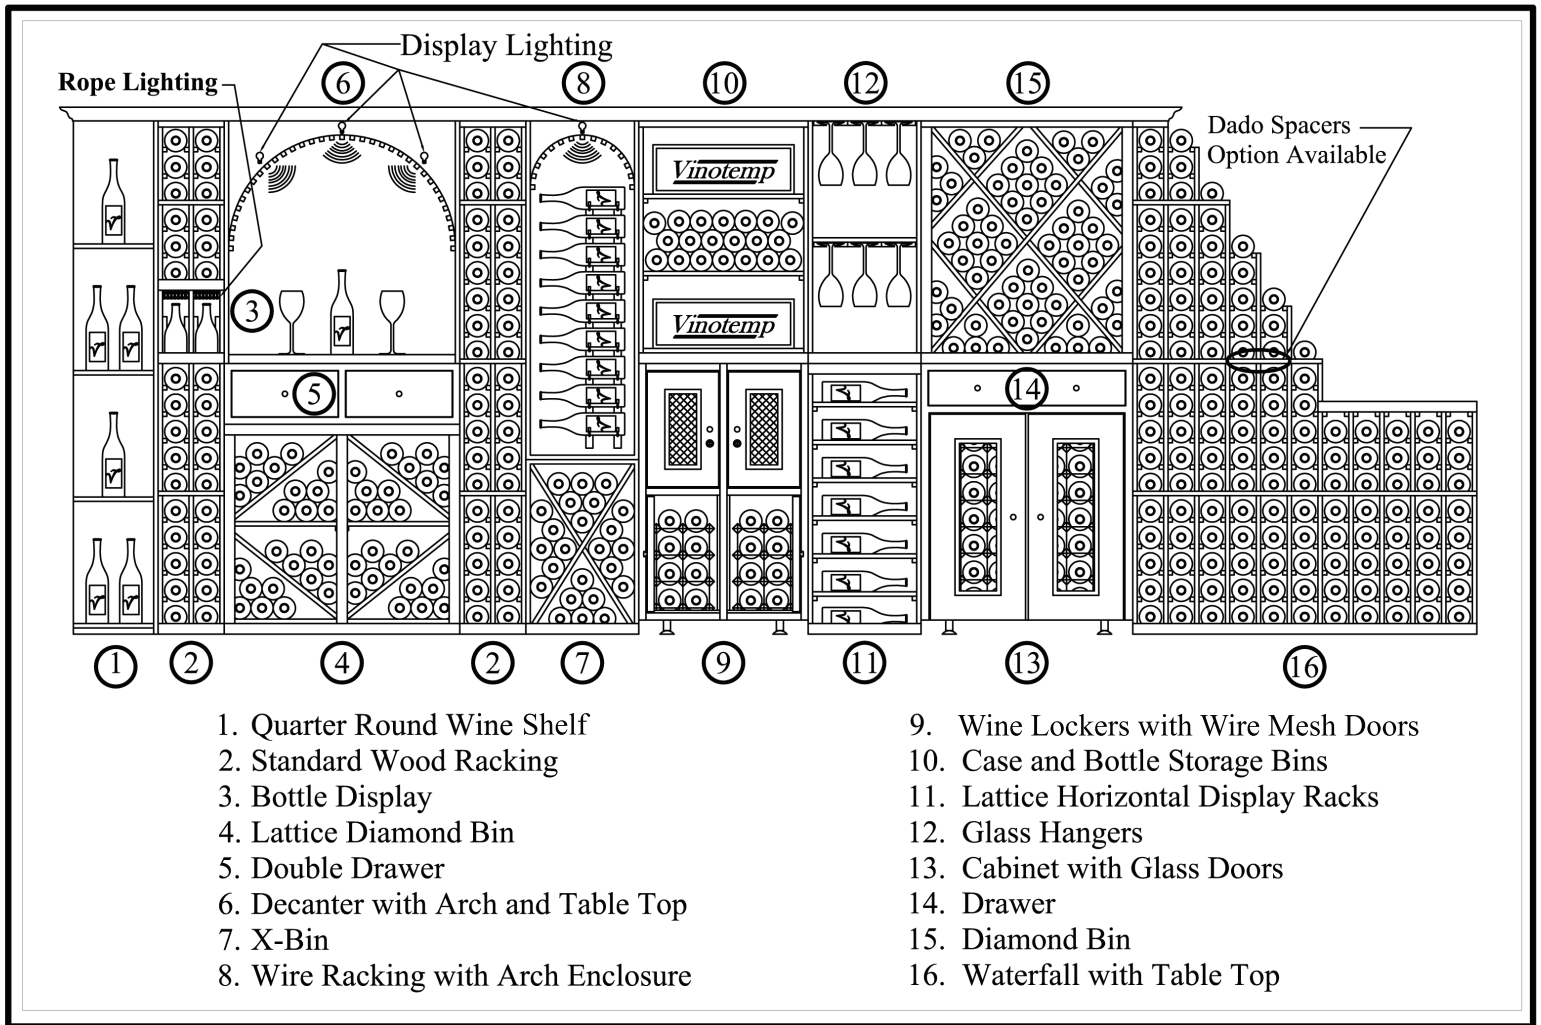 Display Lighting
Rope Lighting
6
8
10
12
15
Dado Spacers
Option Available
Vinotemp
3
Vinotemp
5
14
1
2
4
2
7
9
11
13
16
1. Quarter Round Wine Shelf
2. Standard Wood Racking
3. Bottle Display
4. Lattice Diamond Bin
5. Double Drawer
6. Decanter with Arch and Table Top
7. X-Bin
8. Wire Racking with Arch Enclosure
9. Wine Lockers with Wire Mesh Doors
10. Case and Bottle Storage Bins
11. Lattice Horizontal Display Racks
12. Glass Hangers
13. Cabinet with Glass Doors
14. Drawer
15. Diamond Bin
16. Waterfall with Table Top